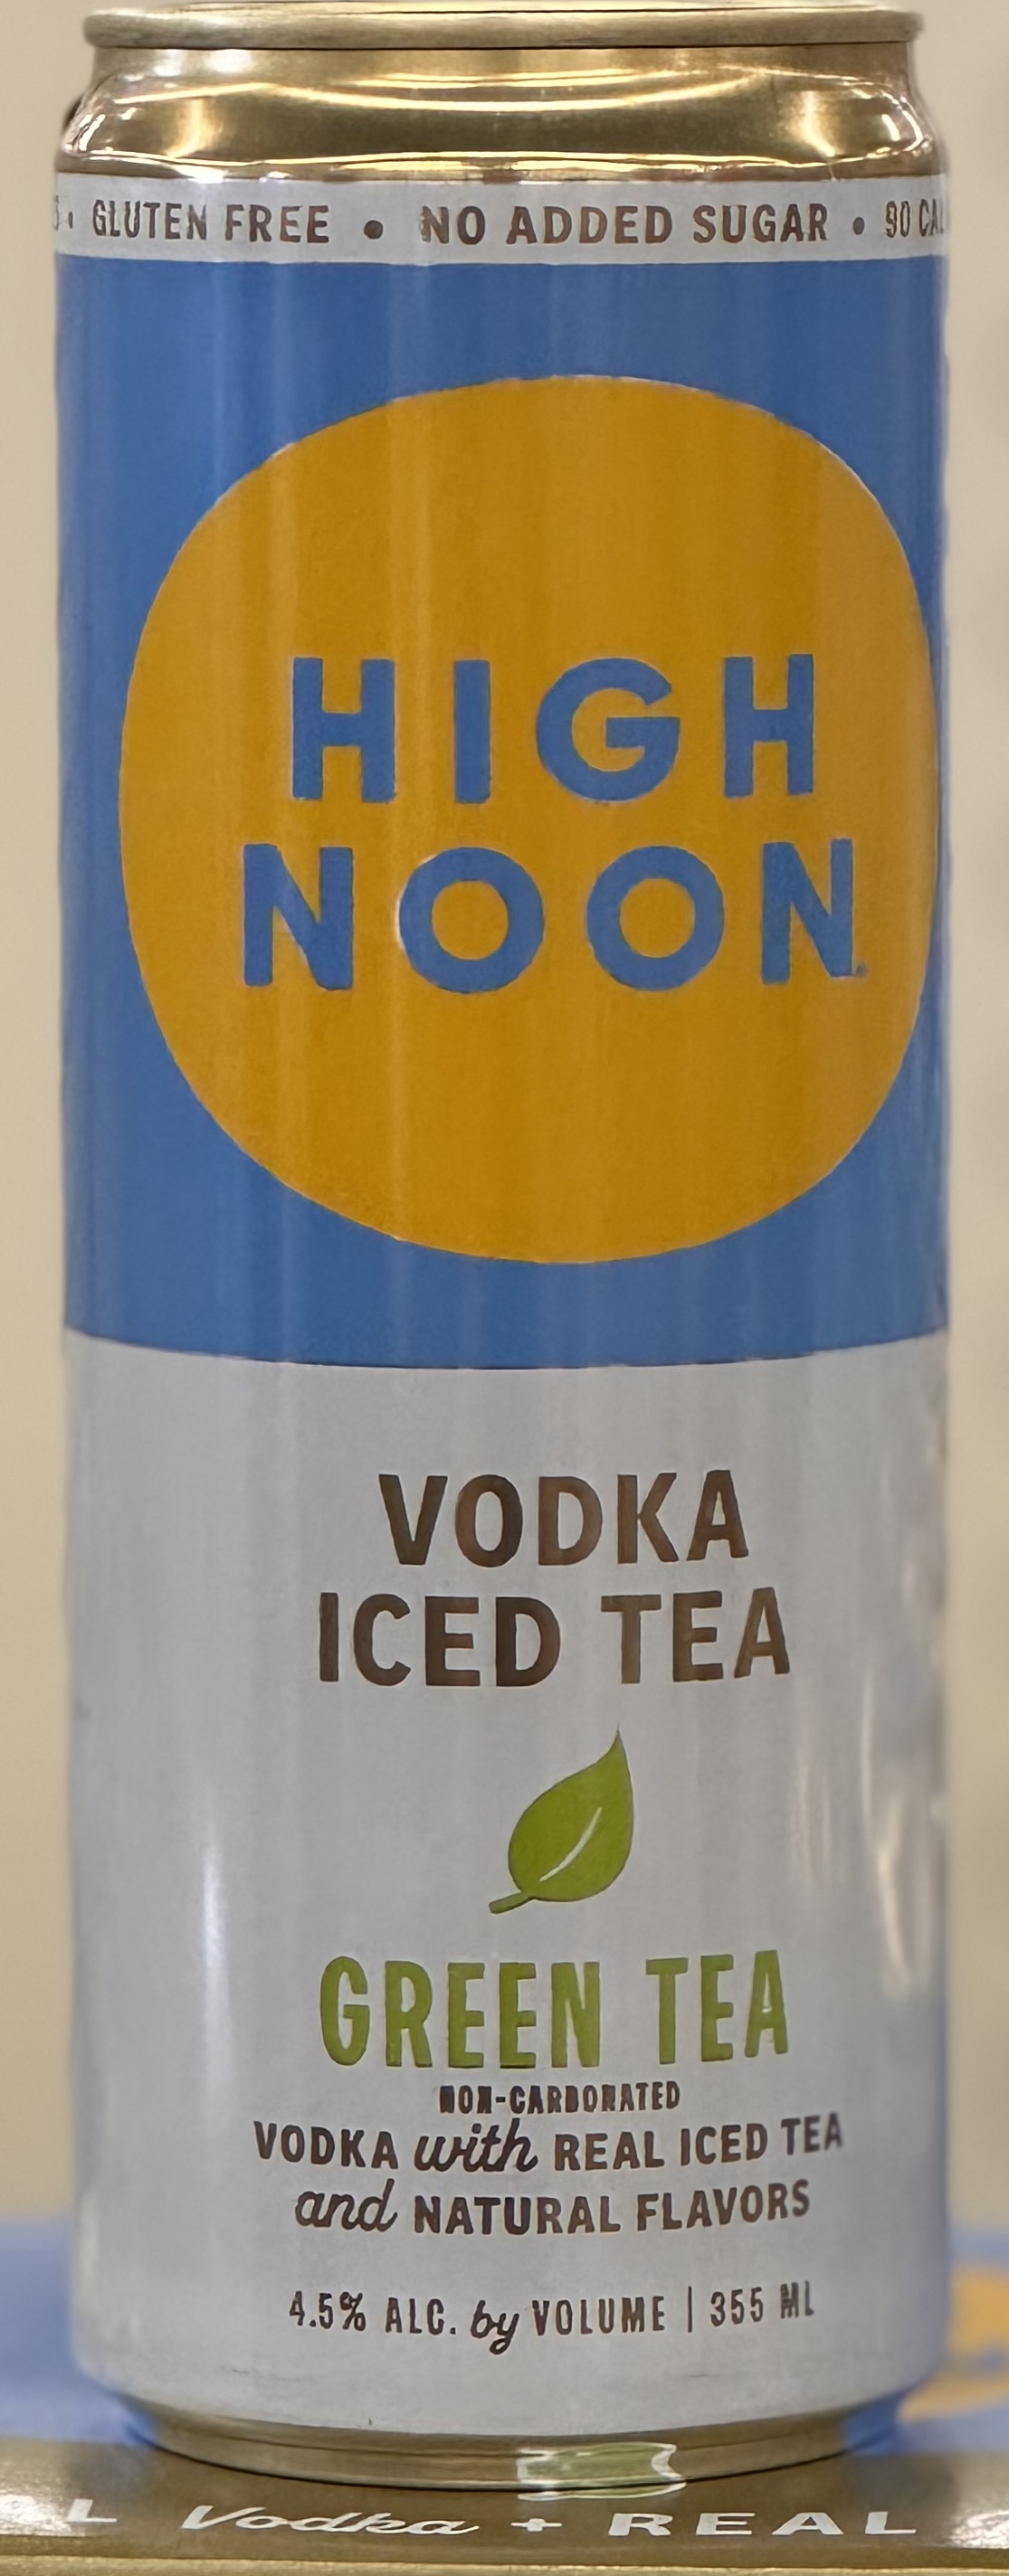 • GLUTEN FREE • NO ADDED SUGAR • 90
HIGH
NOON
VODKA
ICED TEA
GREEN TEA
NON-CARBONATED
VODKA with REAL ICED TEA
and NATURAL FLAVORS
4.5% ALC. by VOLUME | 355 ML
Vodka + REAL